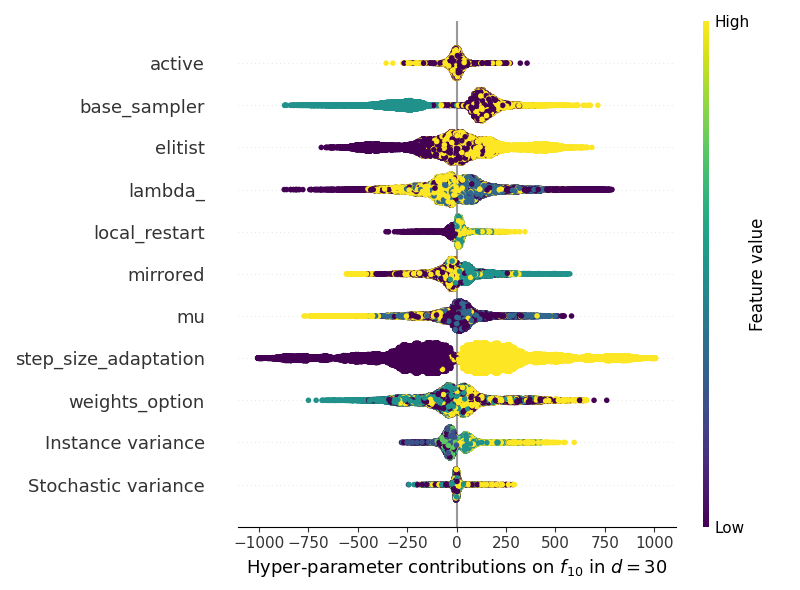 High
active
base_sampler
elitist
lambda_
local_restart
mirrored
mu
step_size_adaptation
weights_option
Instance variance
Stochastic variance
Feature value
Low
−1000 −750 −500 −250 0 250 500 750 1000
Hyper-parameter contributions on f₁₀ in d = 30